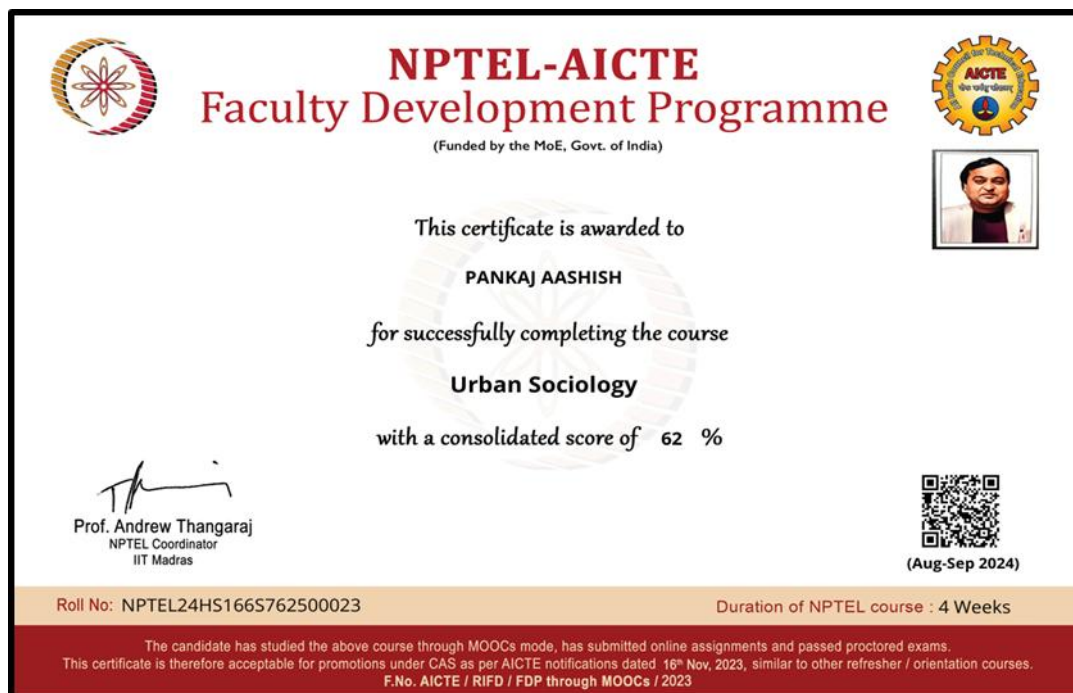 NPTEL-AICTE
Faculty Development Programme
(Funded by the MoE, Govt. of India)
AICTE
This certificate is awarded to
PANKAJ AASHISH
for successfully completing the course
Urban Sociology
with a consolidated score of 62 %
Prof. Andrew Thangaraj
NPTEL Coordinator
IIT Madras
(Aug-Sep 2024)
Roll No: NPTEL24HS166S762500023
Duration of NPTEL course : 4 Weeks
The candidate has studied the above course through MOOCs mode, has submitted online assignments and passed proctored exams.
This certificate is therefore acceptable for promotions under CAS as per AICTE notifications dated 16th Nov, 2023, similar to other refresher / orientation courses.
F.No. AICTE / RIFD / FDP through MOOCs / 2023